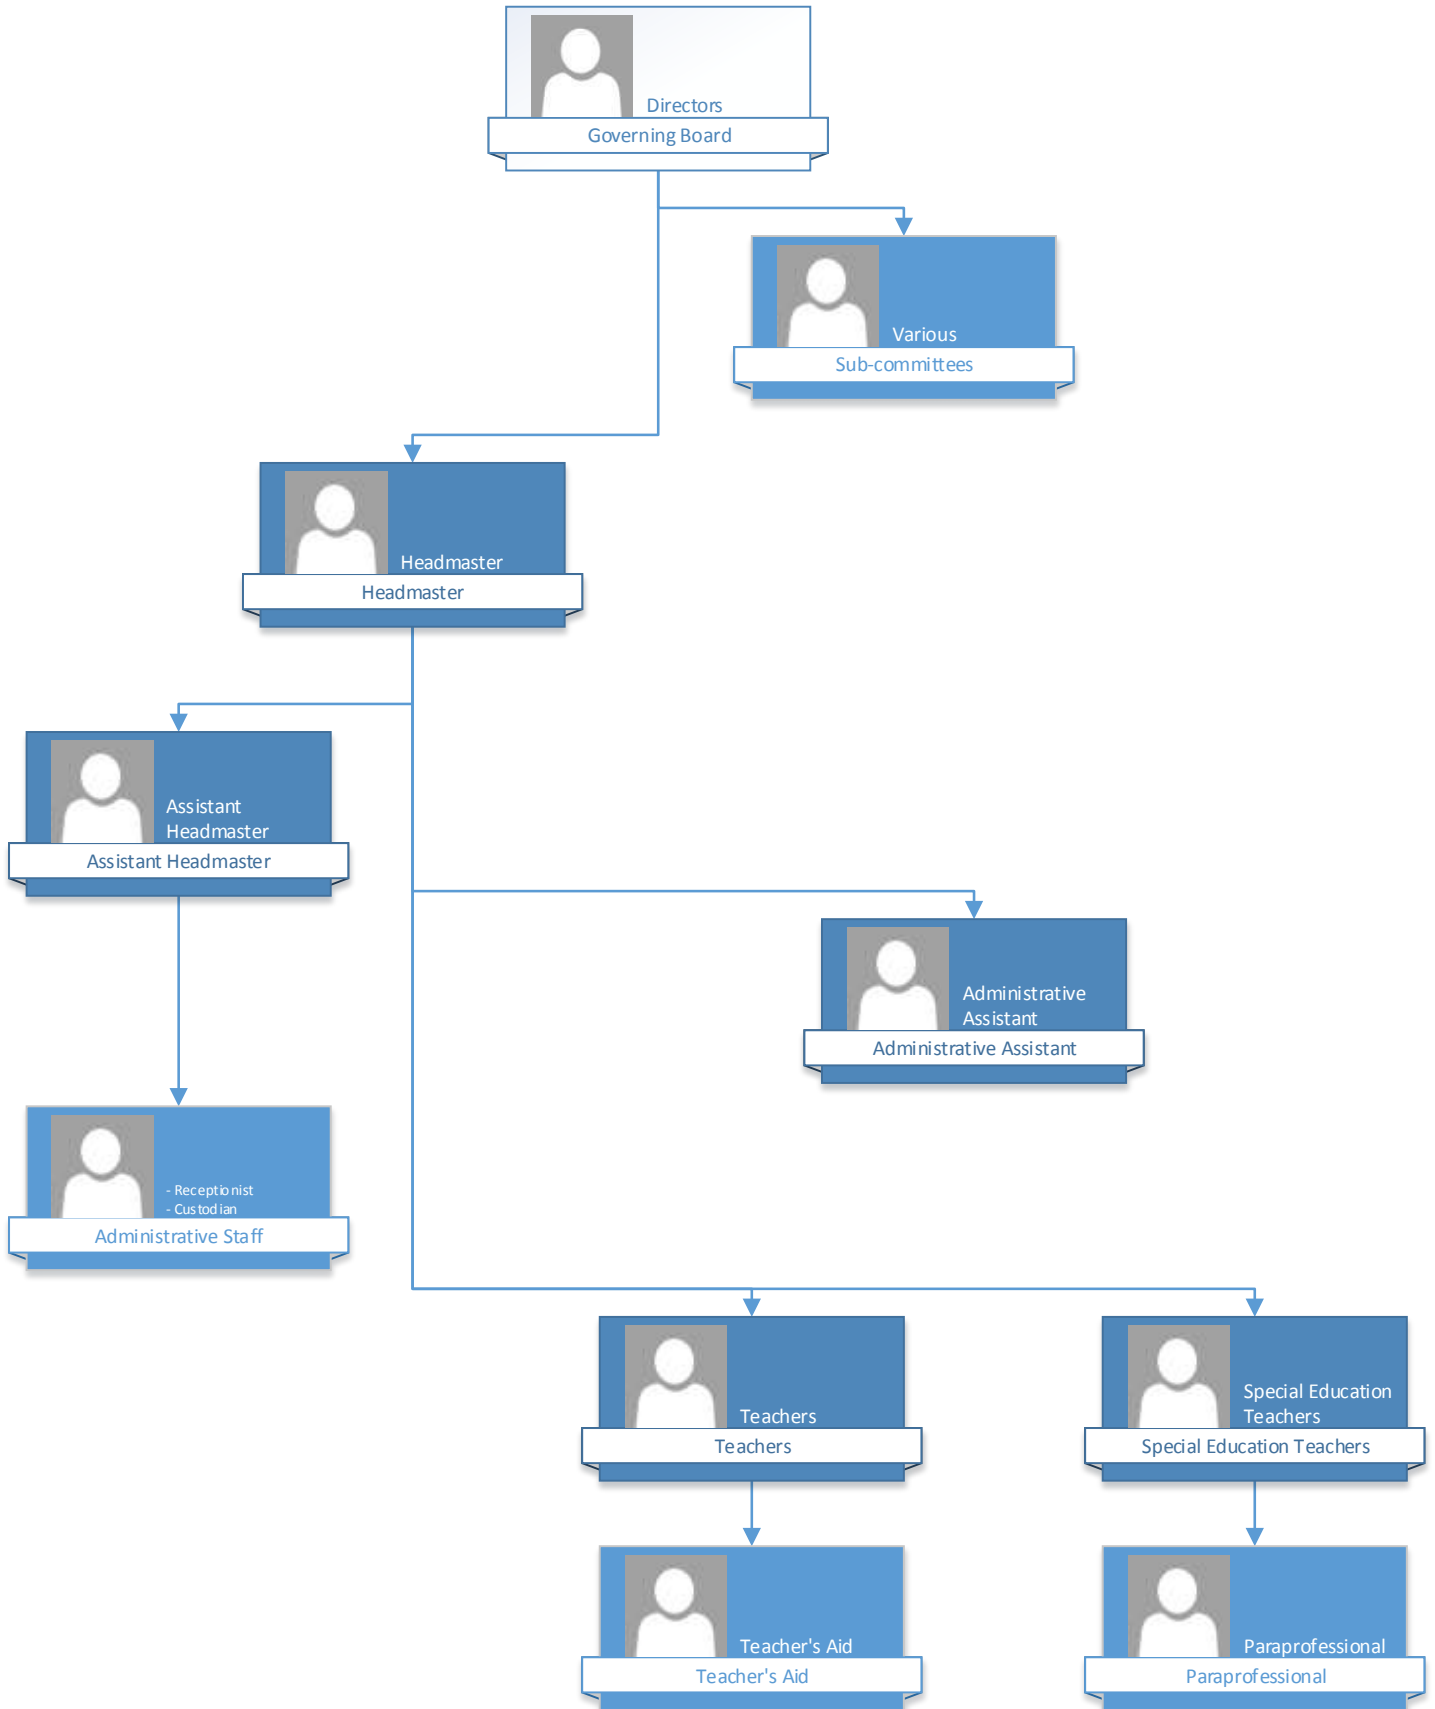 Directors
Governing Board
Various
Sub-committees
Headmaster
Headmaster
Assistant
Headmaster
Assistant Headmaster
Administrative
Assistant
Administrative Assistant
- Receptionist
- Custodian
Administrative Staff
Teachers
Teachers
Special Education
Teachers
Special Education Teachers
Teacher's Aid
Teacher's Aid
Paraprofessional
Paraprofessional